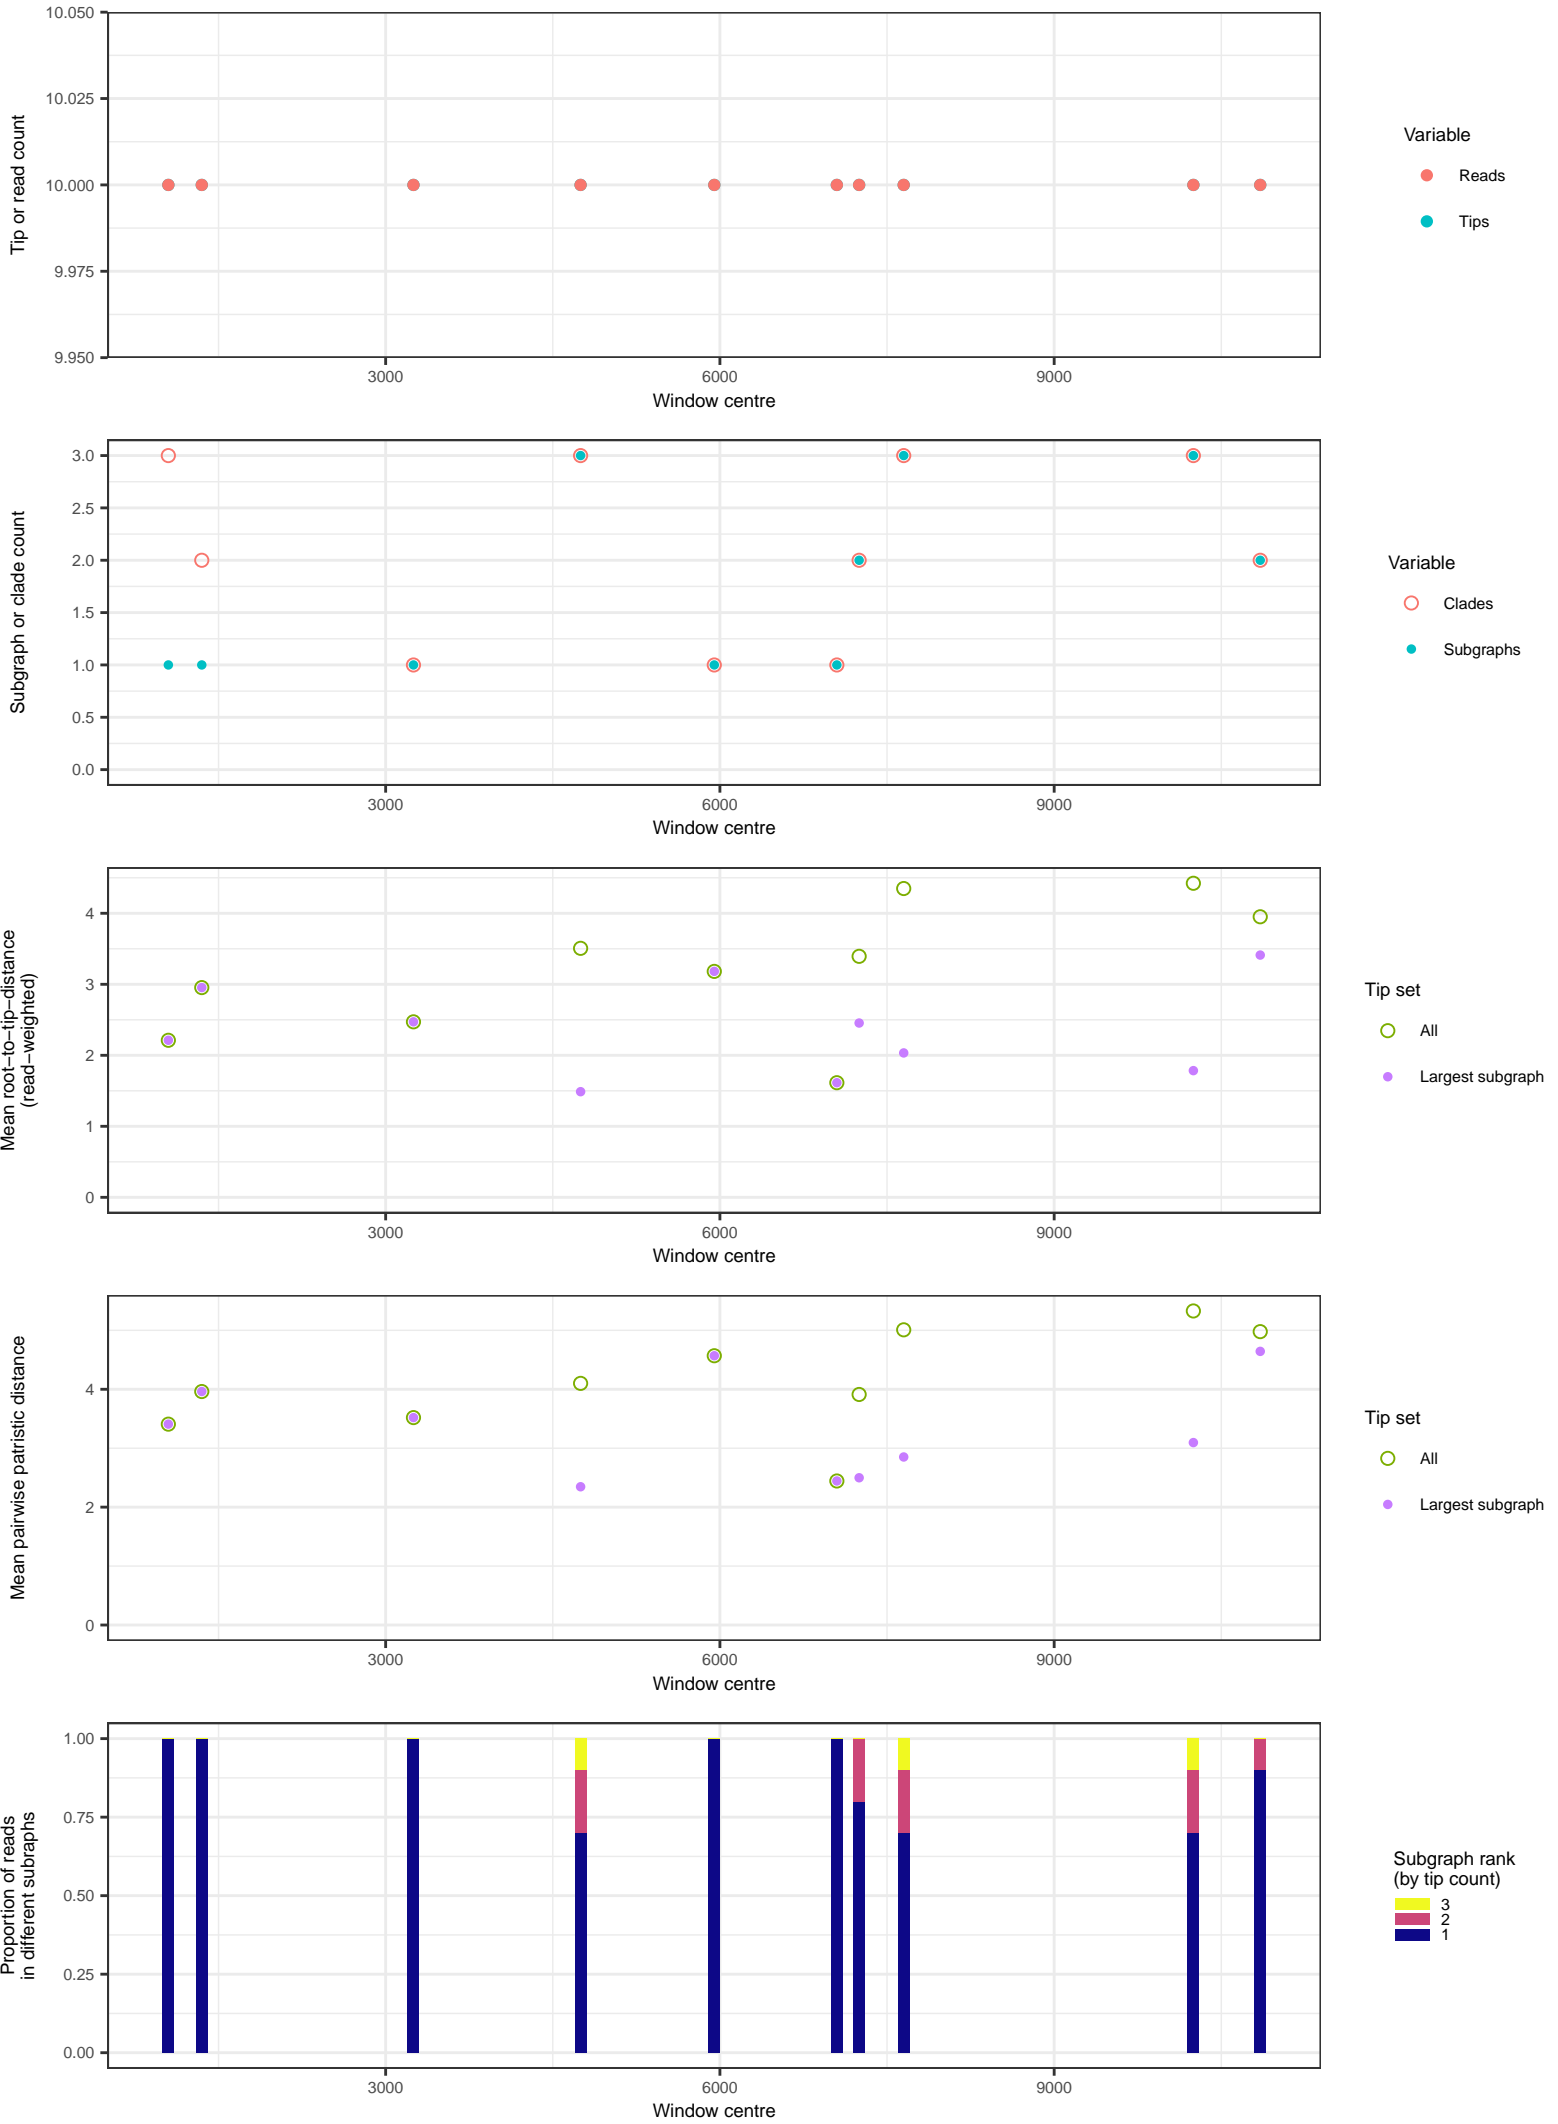 10.050
10.025
10.000
9.975
9.950
Tip or read count
3000 6000 9000
Window centre
Variable
Reads
Tips
3.0
2.5
2.0
1.5
1.0
0.5
0.0
Subgraph or clade count
3000 6000 9000
Window centre
Variable
Clades
Subgraphs
4
3
2
1
0
Mean root−to−tip−distance
(read−weighted)
3000 6000 9000
Window centre
Tip set
All
Largest subgraph
4
2
0
Mean pairwise patristic distance
3000 6000 9000
Window centre
Tip set
All
Largest subgraph
1.00
0.75
0.50
0.25
0.00
Proportion of reads
in different subraphs
3000 6000 9000
Window centre
Subgraph rank
(by tip count)
3
2
1